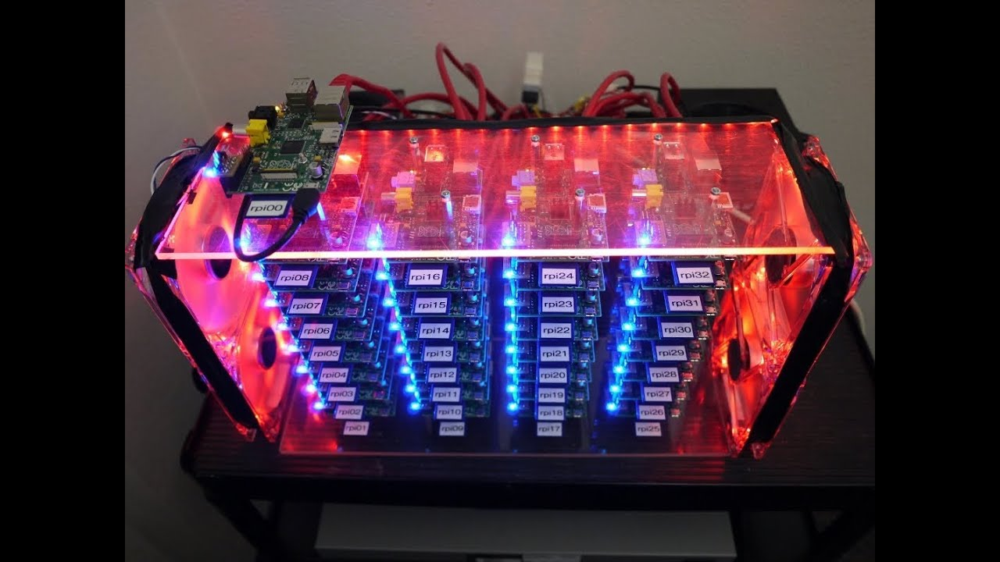 rpi00
rpi08 rpi16 rpi24 rpi32
rpi07 rpi15 rpi23 rpi31
rpi06 rpi14 rpi22 rpi30
rpi05 rpi13 rpi21 rpi29
rpi04 rpi12 rpi20 rpi28
rpi03 rpi11 rpi19 rpi27
rpi02 rpi10 rpi18 rpi26
rpi01 rpi09 rpi17 rpi25